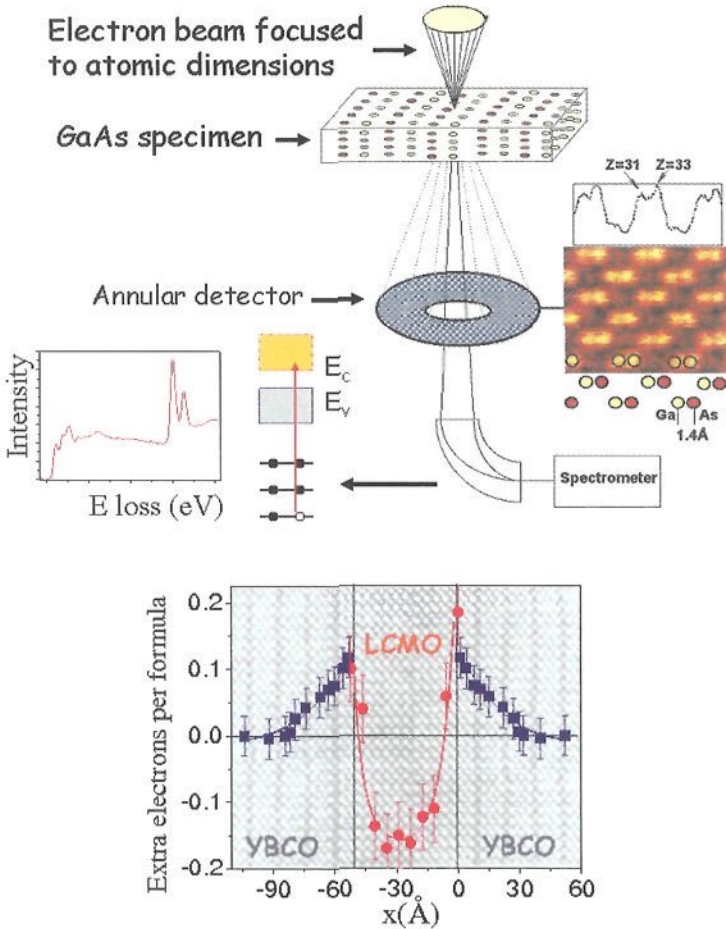 Electron beam focused
to atomic dimensions
GaAs specimen
Z=31 Z=33
Annular detector
Intensity
E loss (eV)
E_c
E_v
Ga As
1.4Å
Spectrometer
Extra electrons per formula
0.2
0.1
0.0
-0.1
-0.2
LCMO
YBCO YBCO
-90 -60 -30 0 30 60
x(Å)